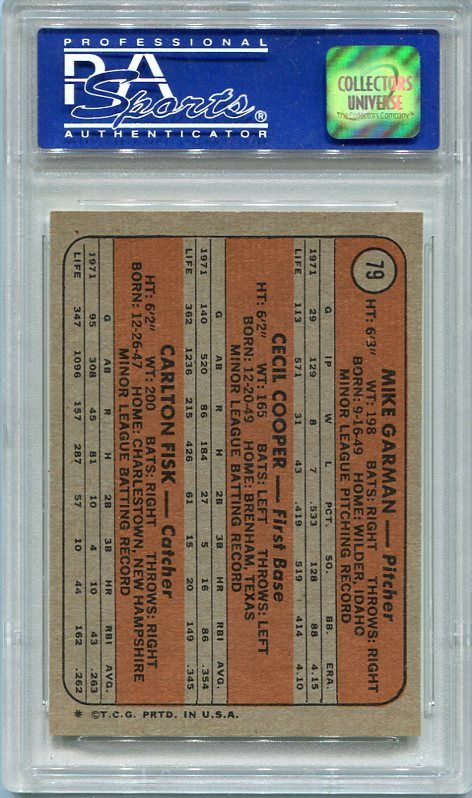 PROFESSIONAL
PSA
Sports®
AUTHENTICATOR
COLLECTORS
UNIVERSE
The Collectors Company™
79
MIKE GARMAN — Pitcher
HT: 6'3" WT: 198 BATS: RIGHT THROWS: RIGHT
BORN: 9-16-49 HOME: WILDER, IDAHO
MINOR LEAGUE PITCHING RECORD
G IP W L PCT. SO. BB. ERA.
1971 29 129 8 7 .533 128 88 4.15
LIFE 113 571 31 43 .419 519 414 4.10
CECIL COOPER — First Base
HT: 6'2" WT: 165 BATS: LEFT THROWS: LEFT
BORN: 12-20-49 HOME: BRENHAM, TEXAS
MINOR LEAGUE BATTING RECORD
G AB R H 2B 3B HR RBI AVG.
1971 140 520 86 184 27 5 16 86 .354
LIFE 362 1236 215 426 61 15 20 149 .345
CARLTON FISK — Catcher
HT: 6'2" WT: 200 BATS: RIGHT THROWS: RIGHT
BORN: 12-26-47 HOME: CHARLESTOWN, NEW HAMPSHIRE
MINOR LEAGUE BATTING RECORD
G AB R H 2B 3B HR RBI AVG.
1971 95 308 45 81 10 4 10 43 .263
LIFE 347 1096 157 287 57 10 44 162 .262
* ©T.C.G. PRTD. IN U.S.A.